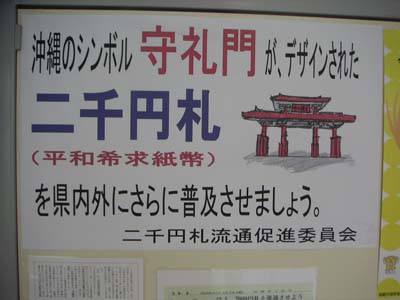 沖縄のシンボル 守礼門 が、デザインされた
二千円札
(平和希求紙幣)
を県内外にさらに普及させましょう。
二千円札流通促進委員会